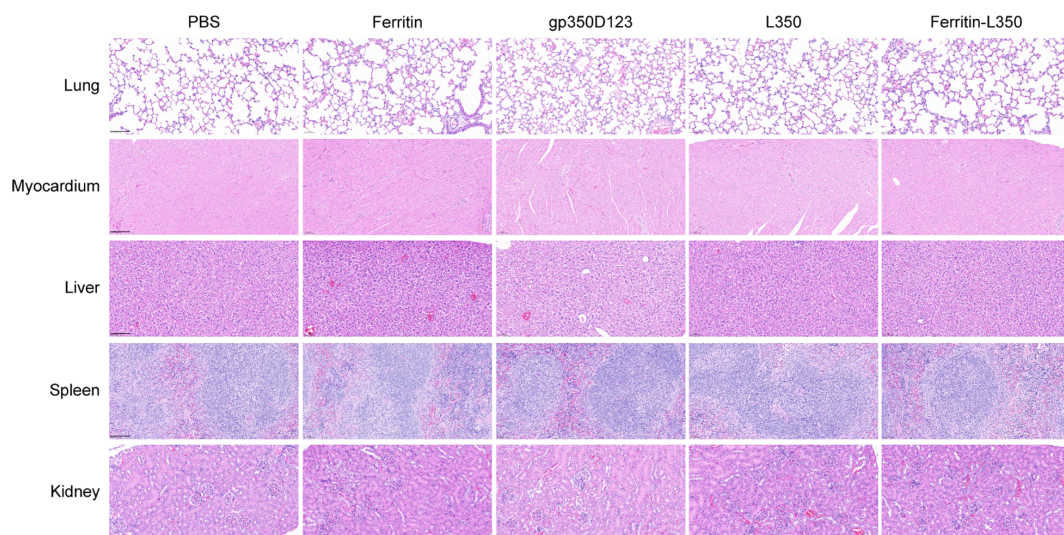 PBS Ferritin gp350D123 L350 Ferritin-L350
Lung
Myocardium
Liver
Spleen
Kidney